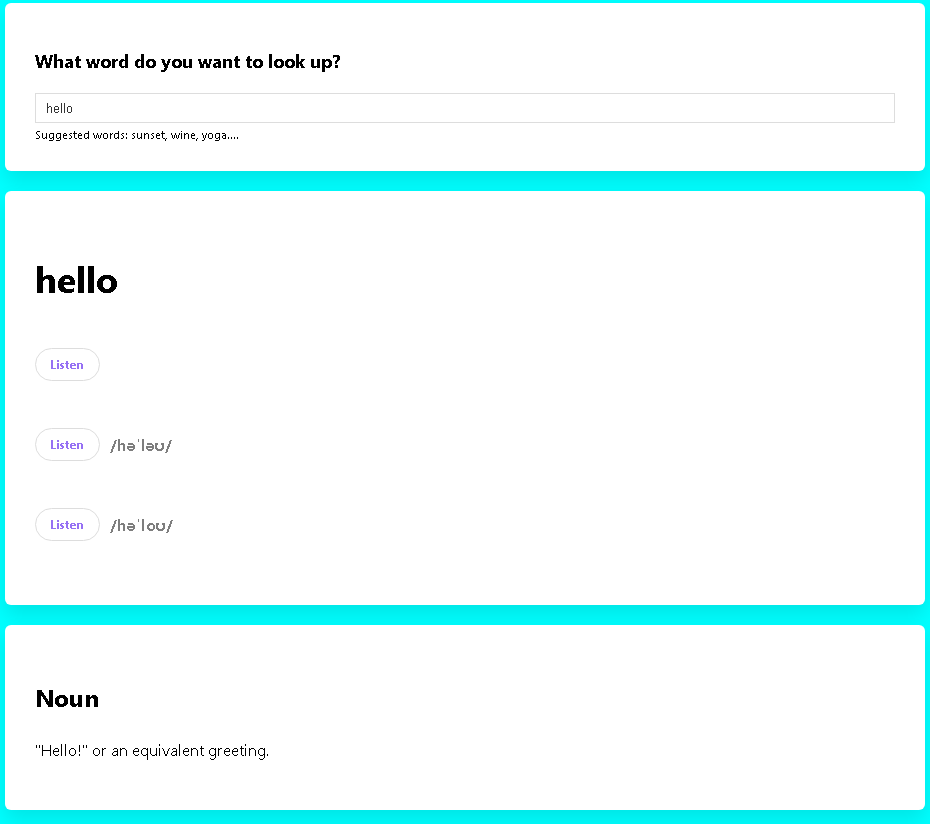 What word do you want to look up?
hello
Suggested words: sunset, wine, yoga....
hello
Listen
Listen /həˈləʊ/
Listen /həˈloʊ/
Noun
"Hello!" or an equivalent greeting.